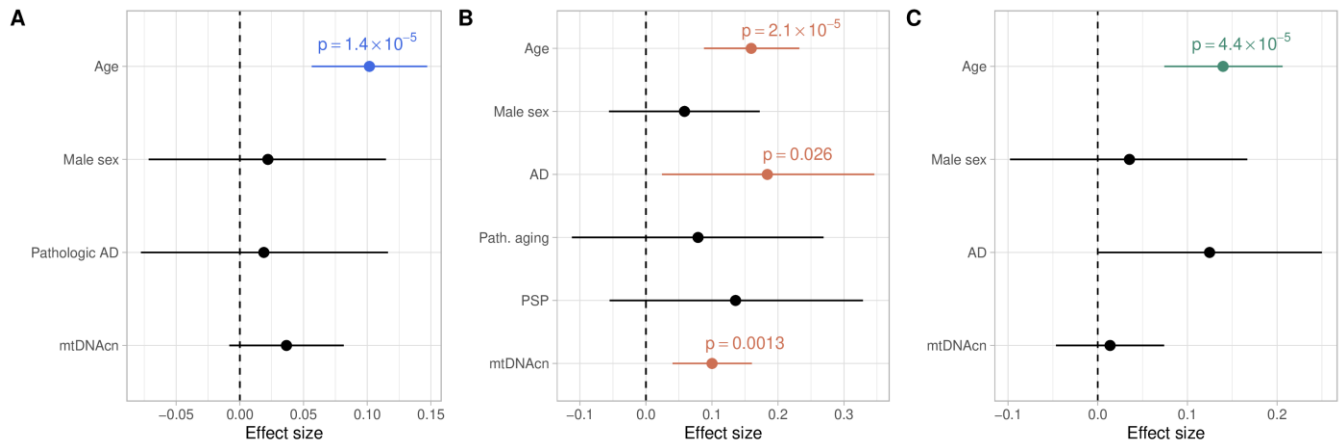 A
p = 1.4 × 10⁻⁵
Age
Male sex
Pathologic AD
mtDNAcn
−0.05 0.00 0.05 0.10 0.15
Effect size
B
p = 2.1 × 10⁻⁵
Age
Male sex
p = 0.026
AD
Path. aging
PSP
p = 0.0013
mtDNAcn
−0.1 0.0 0.1 0.2 0.3
Effect size
C
p = 4.4 × 10⁻⁵
Age
Male sex
AD
mtDNAcn
−0.1 0.0 0.1 0.2
Effect size